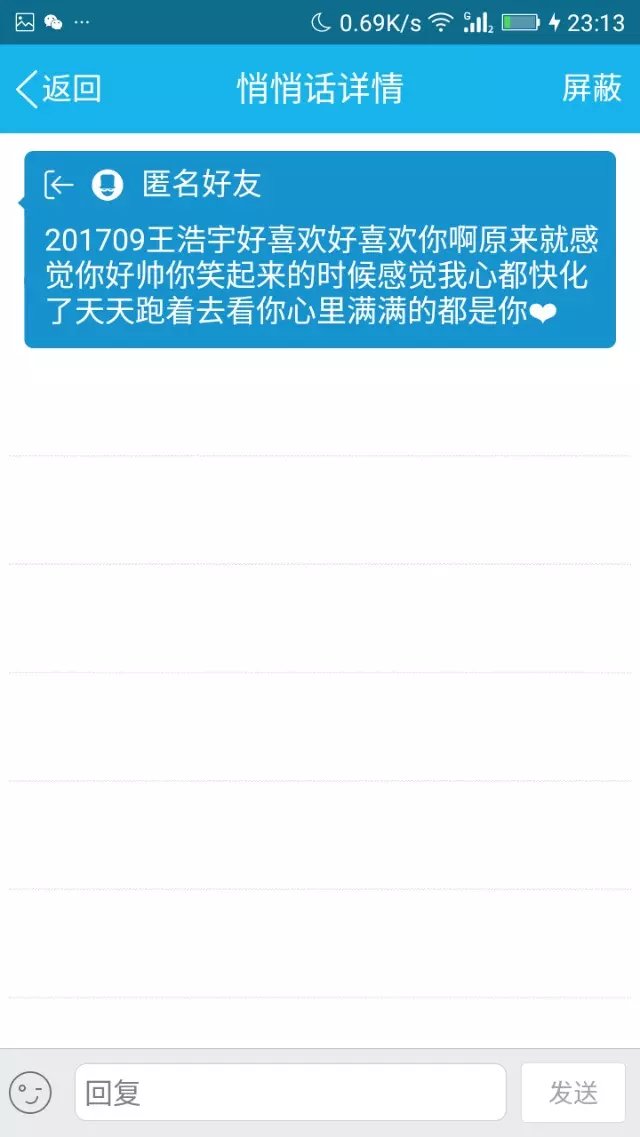 0.69K/s G 2 23:13
返回 悄悄话详情 屏蔽
匿名好友
201709王浩宇好喜欢好喜欢你啊原来就感
觉你好帅你笑起来的时候感觉我心都快化
了天天跑着去看你心里满满的都是你❤
回复 发送